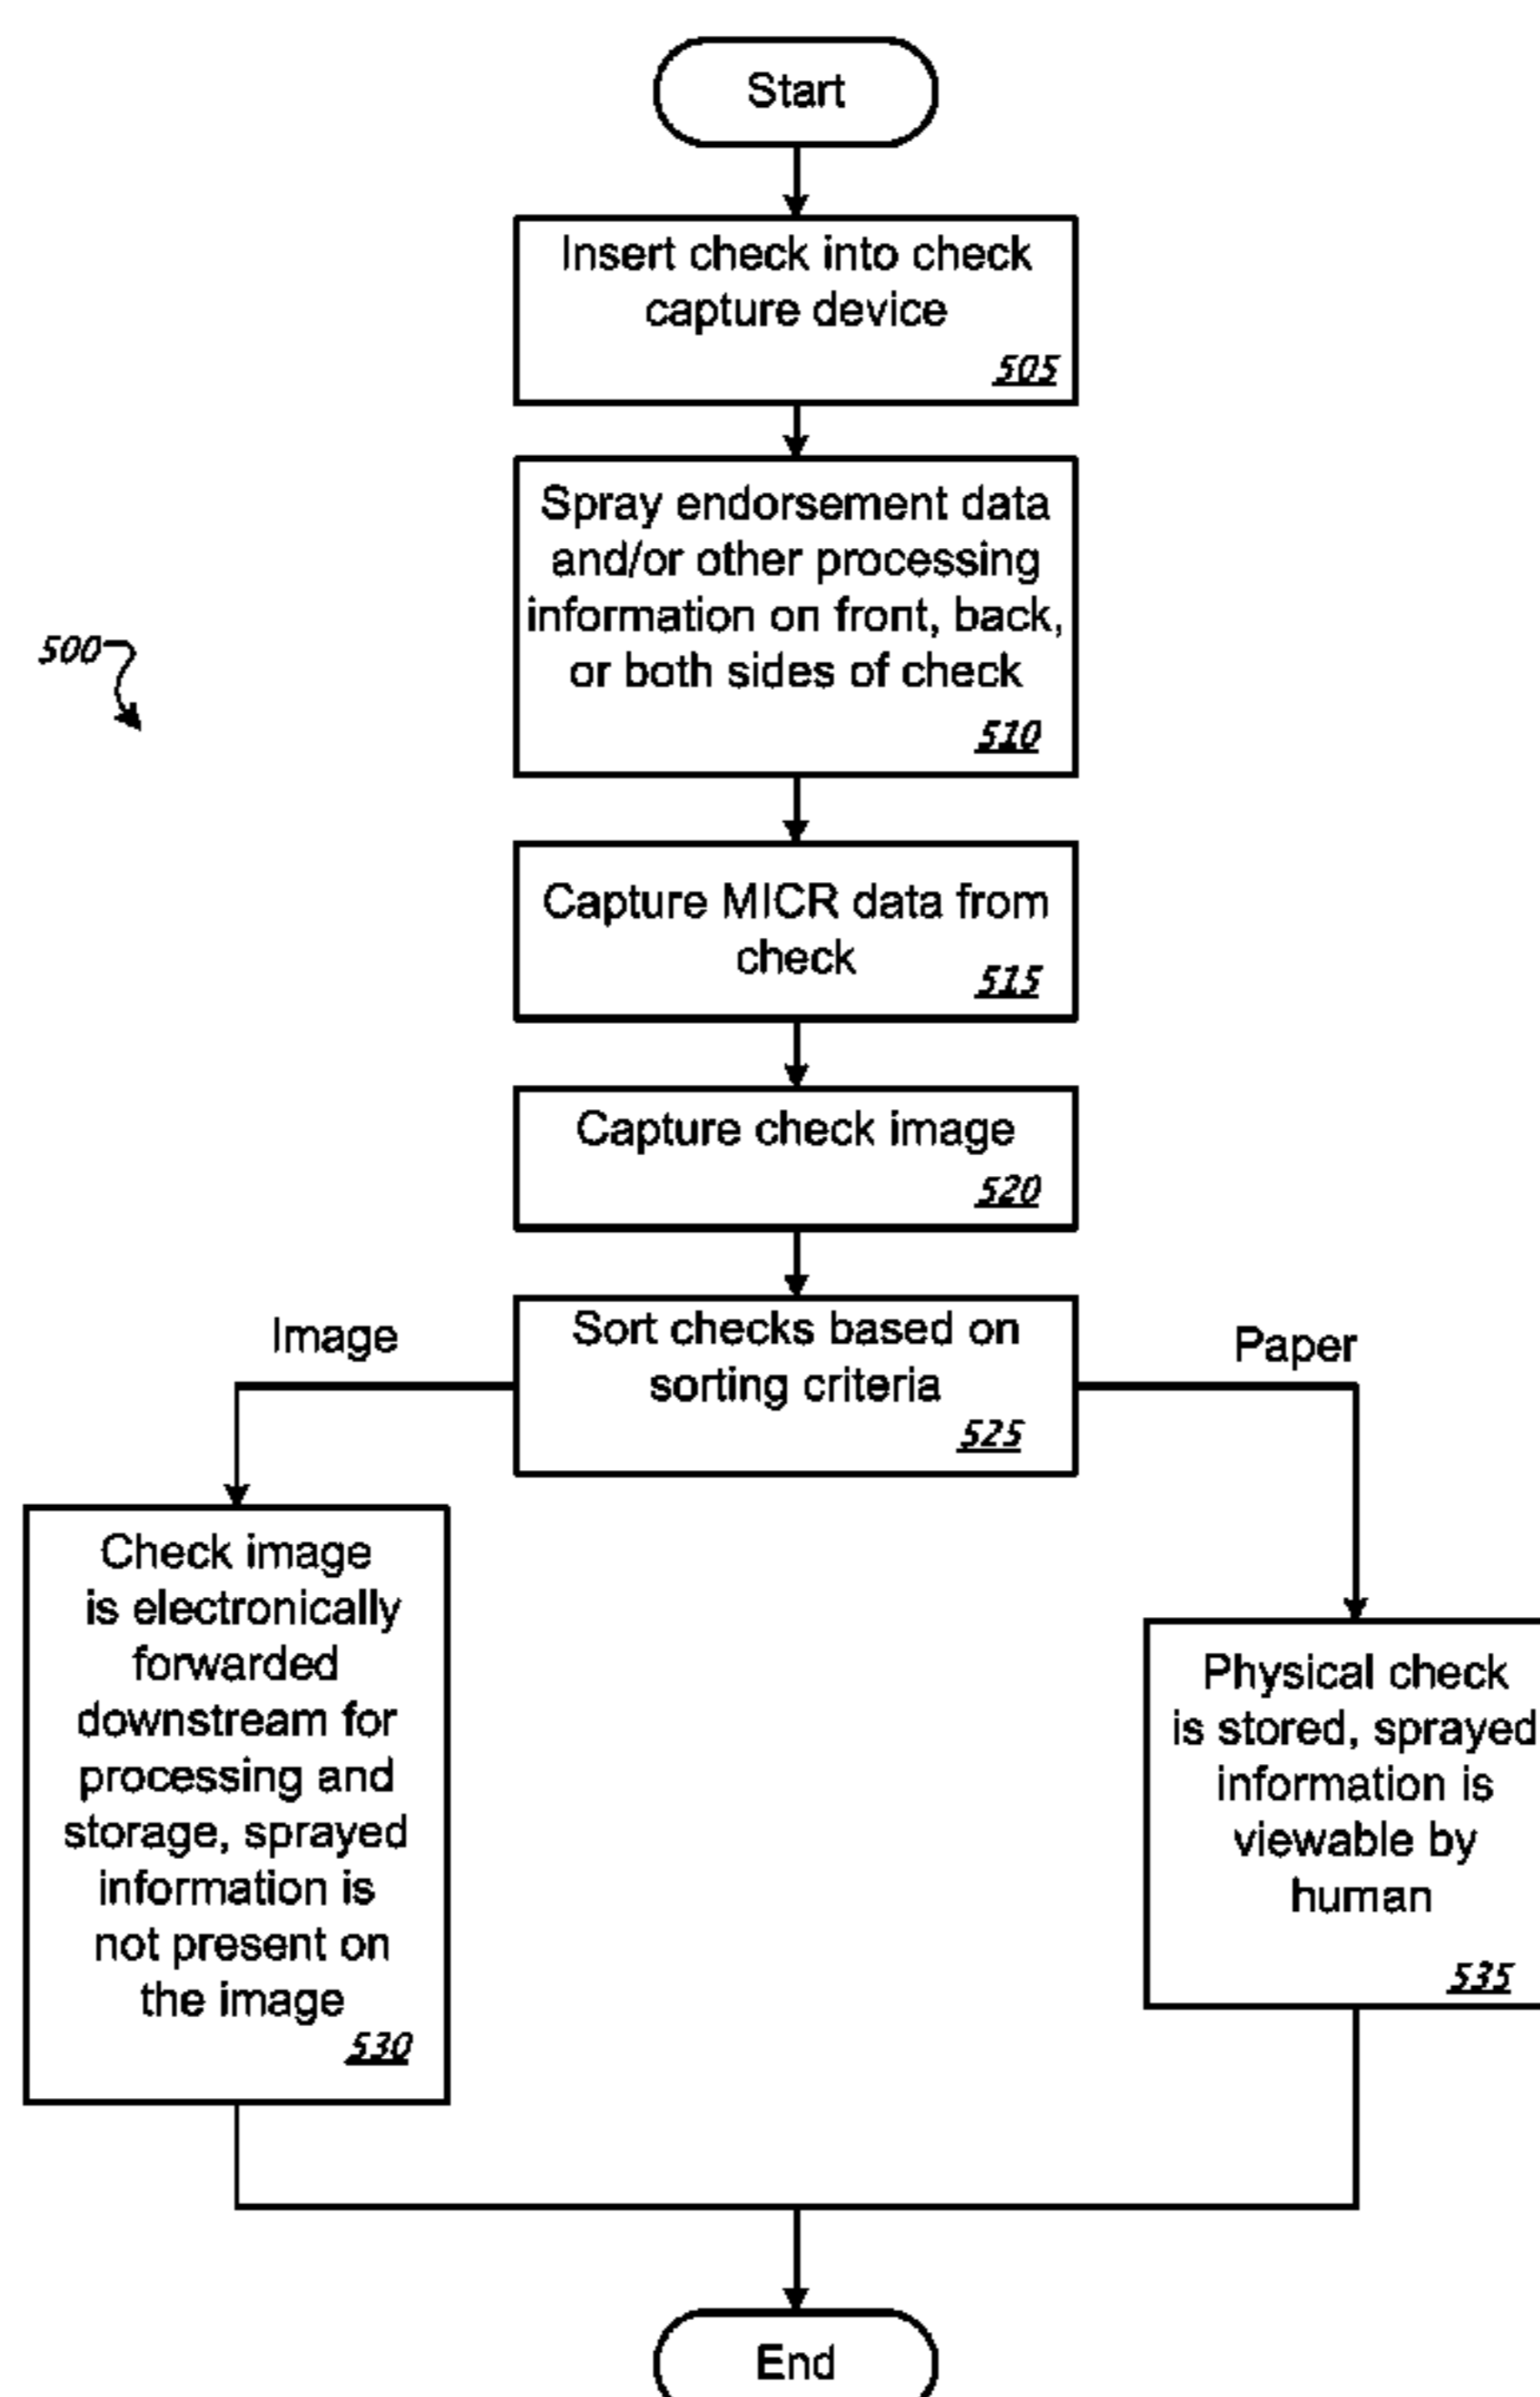 Start
Insert check into check
capture device
505
Spray endorsement data
and/or other processing
information on front, back,
or both sides of check
510
500
Capture MICR data from
check
515
Capture check image
520
Image
Sort checks based on
sorting criteria
525
Paper
Check image
is electronically
forwarded
downstream for
processing and
storage, sprayed
information is
not present on
the image
530
Physical check
is stored, sprayed
information is
viewable by
human
535
End